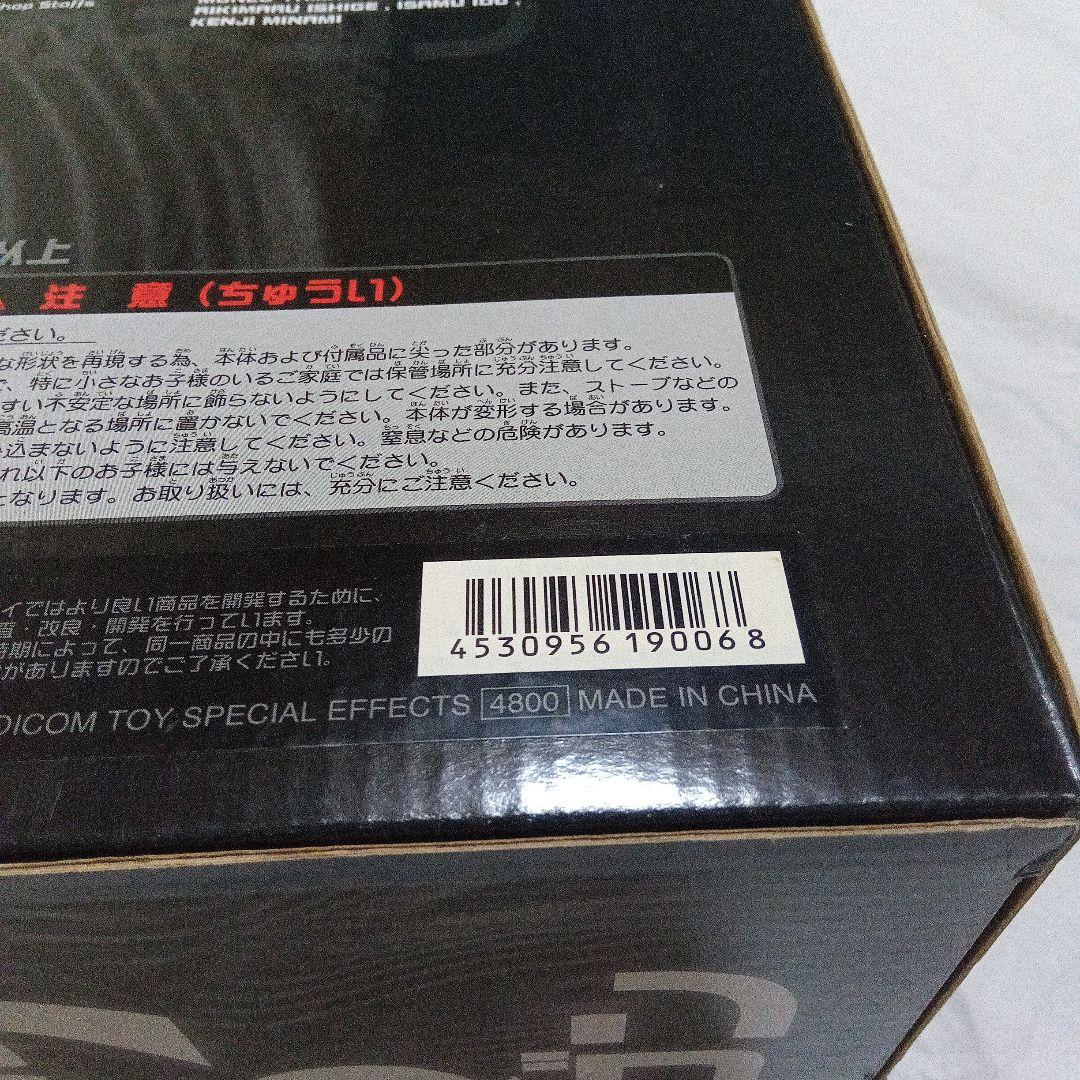 hop Staffs
AKIHARU ISHIGE . ISAMU ITO .
KENJI MINAMI
以上
注 意 (ちゅうい)
ださい。
な形状を再現する為、本体および付属品に尖った部分があります。
で、特に小さなお子様のいるご家庭では保管場所に充分注意してください。
すい不安定な場所に飾らないようにしてください。また、ストーブなどの
高温となる場所に置かないでください。本体が変形する場合があります。
込まないように注意してください。窒息などの危険があります。
れ以下のお子様には与えないでください。
となります。お取り扱いには、充分にご注意ください。
イではより良い商品を開発するために、
・改良・開発を行っています。
時期によって、同一商品の中にも多少の
がありますのでご了承ください。
4530956190068
DICOM TOY, SPECIAL EFFECTS 4800 MADE IN CHINA